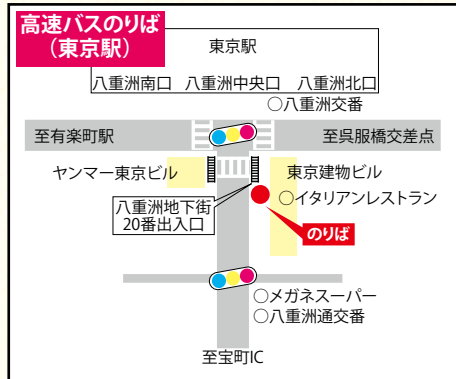 高速バスのりば
（東京駅）
東京駅
八重洲南口 八重洲中央口 八重洲北口
○八重洲交番
至有楽町駅
至呉服橋交差点
ヤンマー東京ビル
東京建物ビル
○イタリアンレストラン
八重洲地下街
20番出入口
のりば
○メガネスーパー
○八重洲通交番
至宝町IC